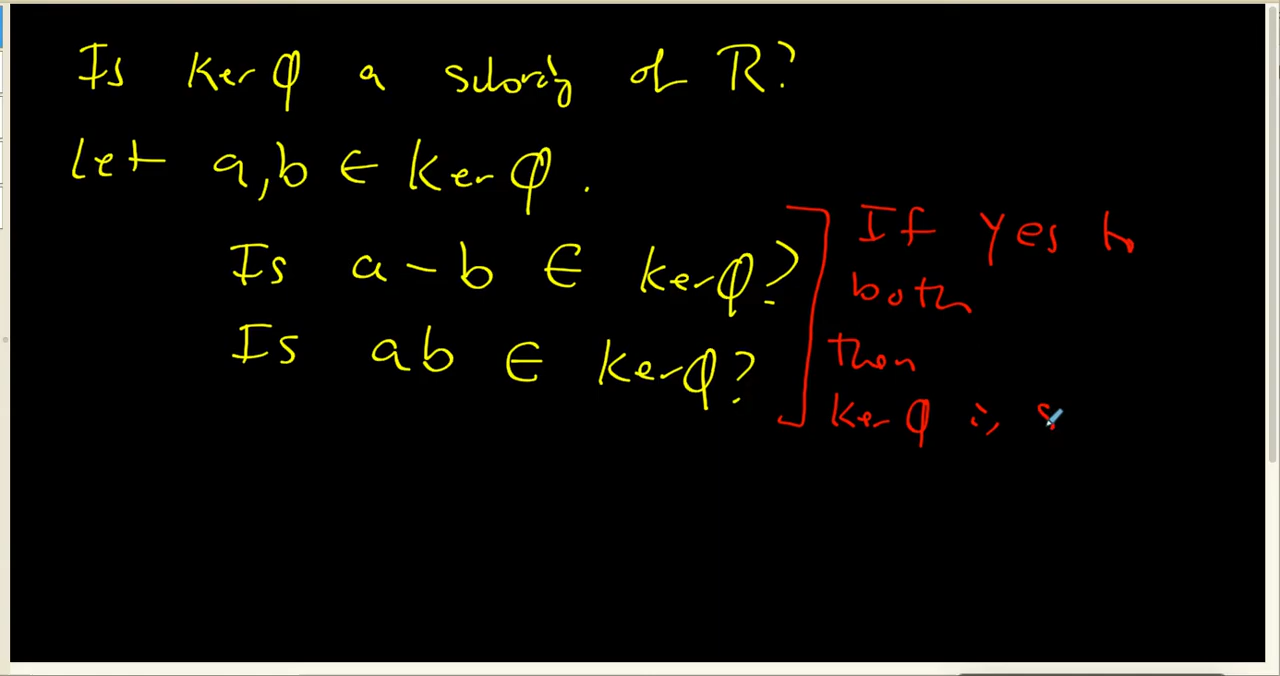 Is ker φ a subring of R?
Let a, b ∈ ker φ.
Is a - b ∈ ker φ?
Is ab ∈ ker φ?
If yes to
both
then
ker φ is s